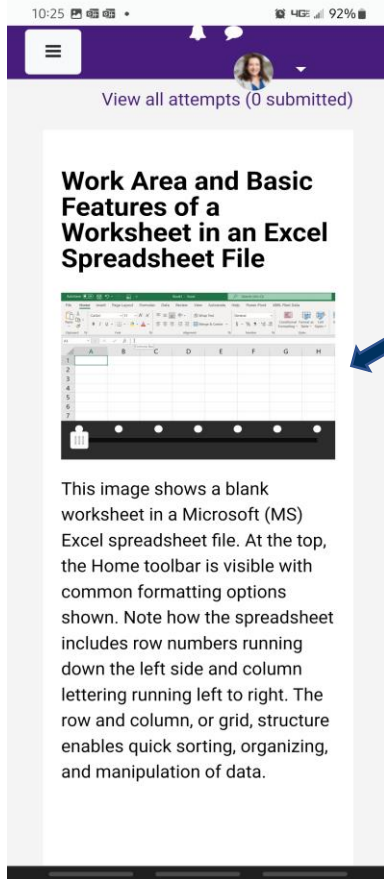 10:25
4GE 92%
View all attempts (0 submitted)
Work Area and Basic
Features of a
Worksheet in an Excel
Spreadsheet File
A B C D E F G H
1
2
3
4
5
6
7
This image shows a blank
worksheet in a Microsoft (MS)
Excel spreadsheet file. At the top,
the Home toolbar is visible with
common formatting options
shown. Note how the spreadsheet
includes row numbers running
down the left side and column
lettering running left to right. The
row and column, or grid, structure
enables quick sorting, organizing,
and manipulation of data.